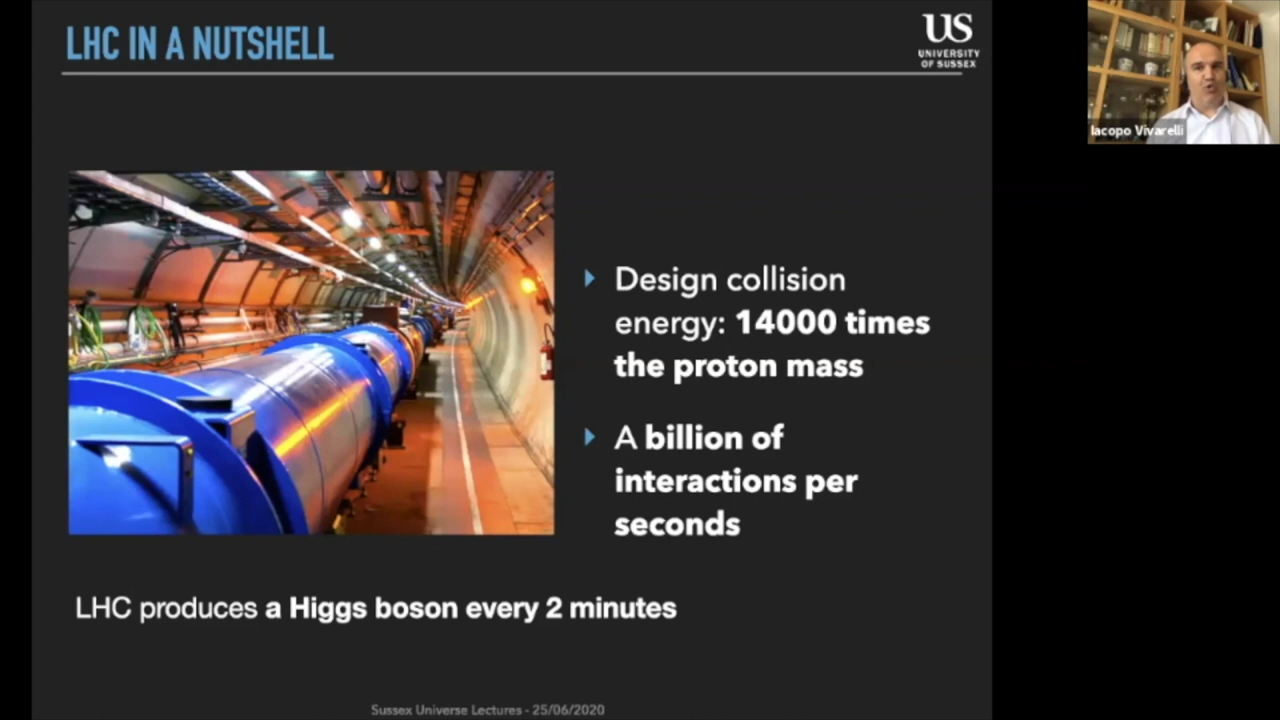 LHC IN A NUTSHELL
US
UNIVERSITY
OF SUSSEX
Iacopo Vivarelli
Design collision
energy: 14000 times
the proton mass
A billion of
interactions per
seconds
LHC produces a Higgs boson every 2 minutes
Sussex Universe Lectures - 25/06/2020